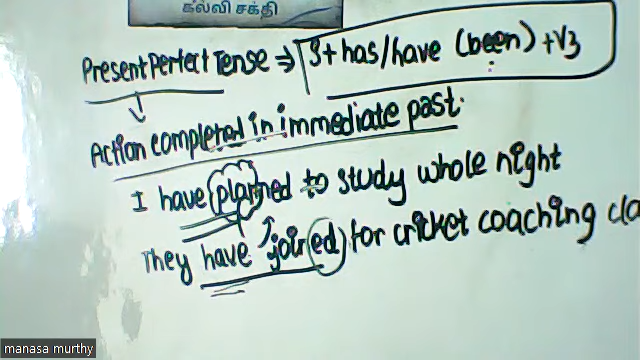 கல்வி சக்தி
Present Perfect Tense ⇒ S + has/have (been) + V3
Action completed in immediate past.
I have planned to study whole night
They have joined for cricket coaching cla
manasa murthy